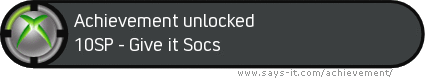 Achievement unlocked
10SP - Give it Socs
www.says-it.com/achievement/